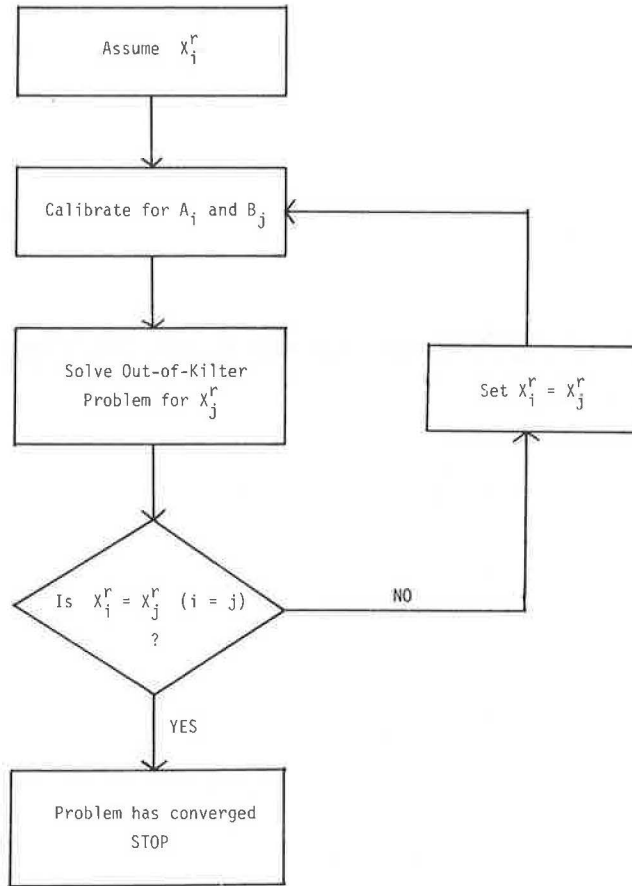 Assume X_i^r
Calibrate for A_i and B_j
Solve Out-of-Kilter
Problem for X_j^r
Set X_i^r = X_j^r
Is X_i^r = X_j^r (i = j)
?
NO
YES
Problem has converged
STOP